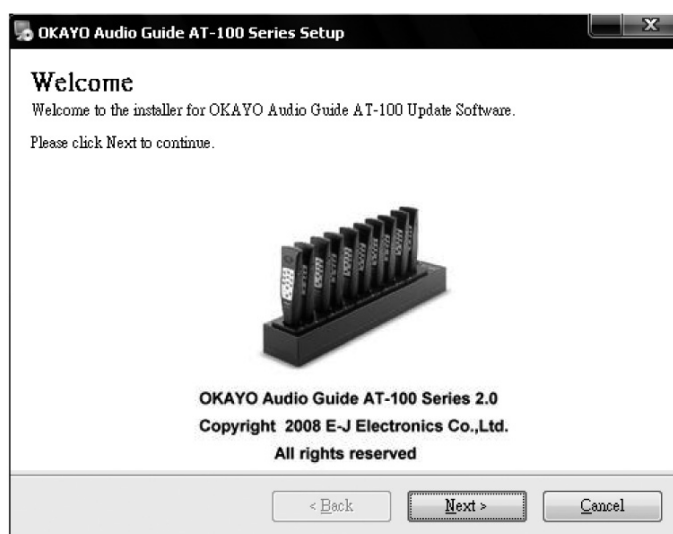 OKAYO Audio Guide AT-100 Series Setup
Welcome
Welcome to the installer for OKAYO Audio Guide AT-100 Update Software.
Please click Next to continue.
OKAYO Audio Guide AT-100 Series 2.0
Copyright 2008 E-J Electronics Co.,Ltd.
All rights reserved
< Back Next > Cancel